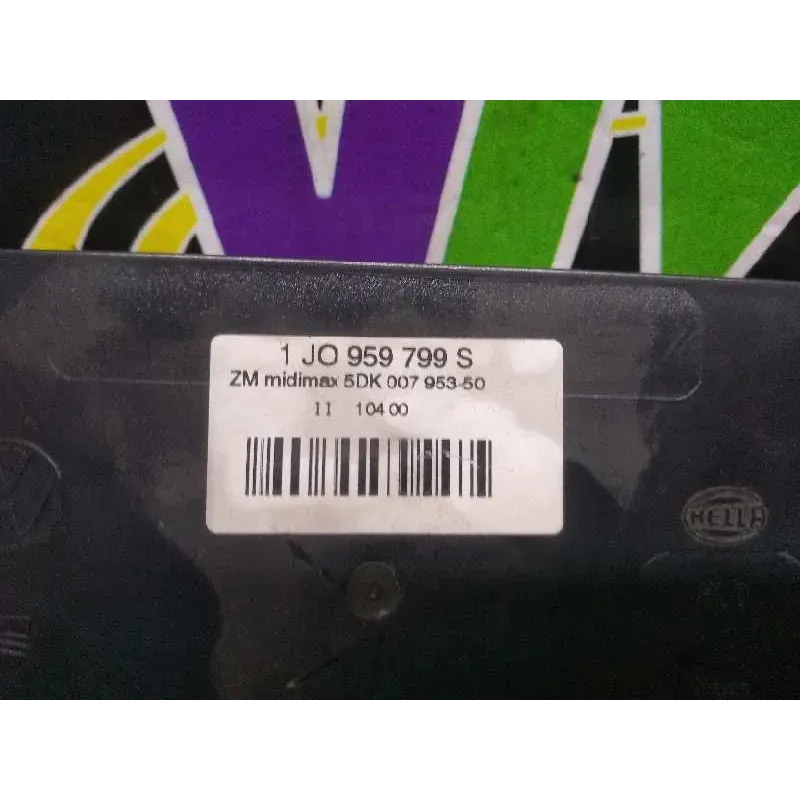 1 JO 959 799 S
ZM midimax 5DK 007 953-50
II 104 00
HELLA